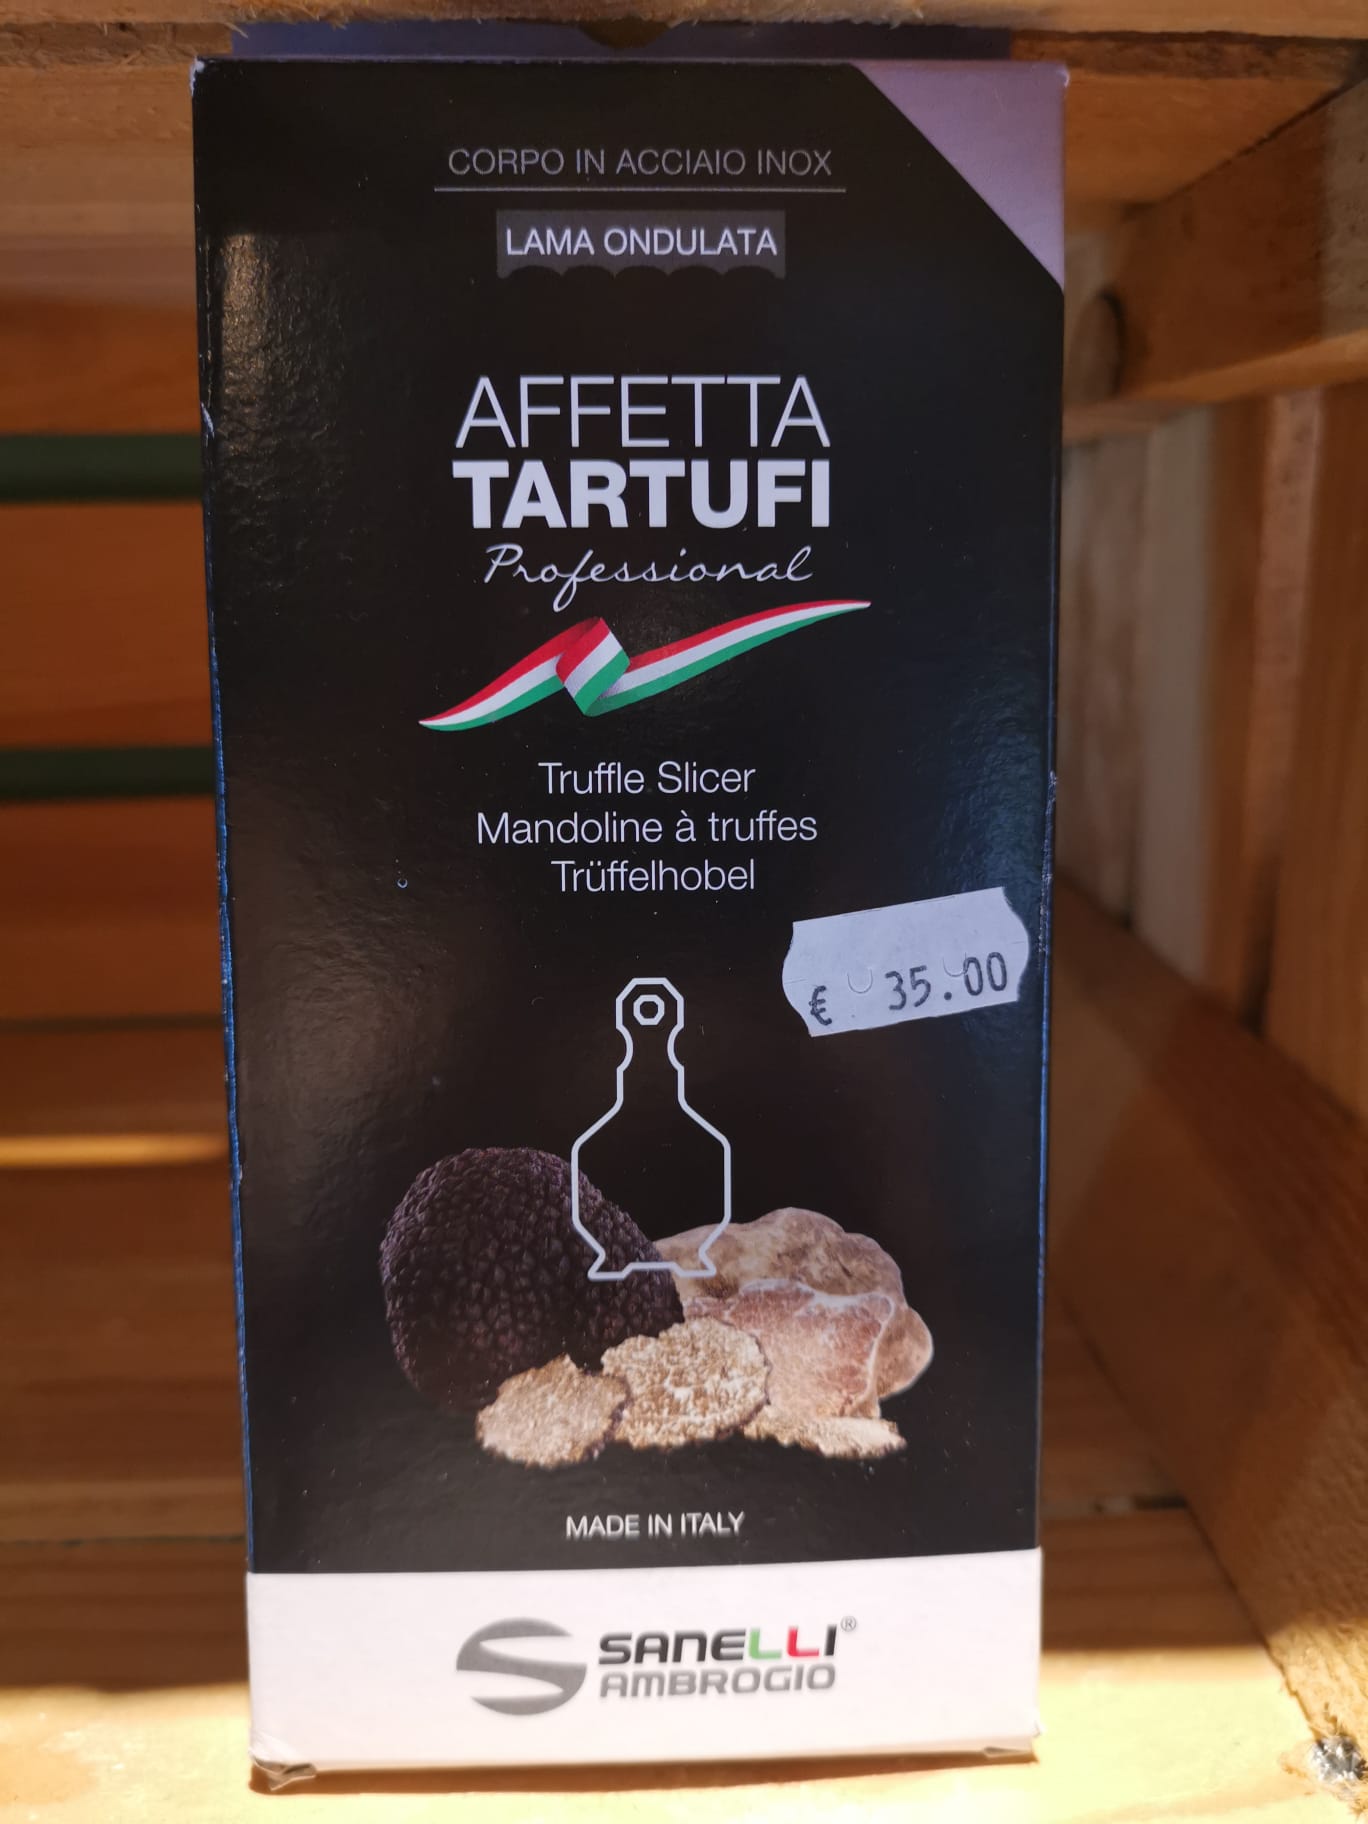 CORPO IN ACCIAIO INOX
LAMA ONDULATA
AFFETTA
TARTUFI
Professional
Truffle Slicer
Mandoline à truffes
Trüffelhobel
€ 35.00
MADE IN ITALY
SANELLI®
AMBROGIO